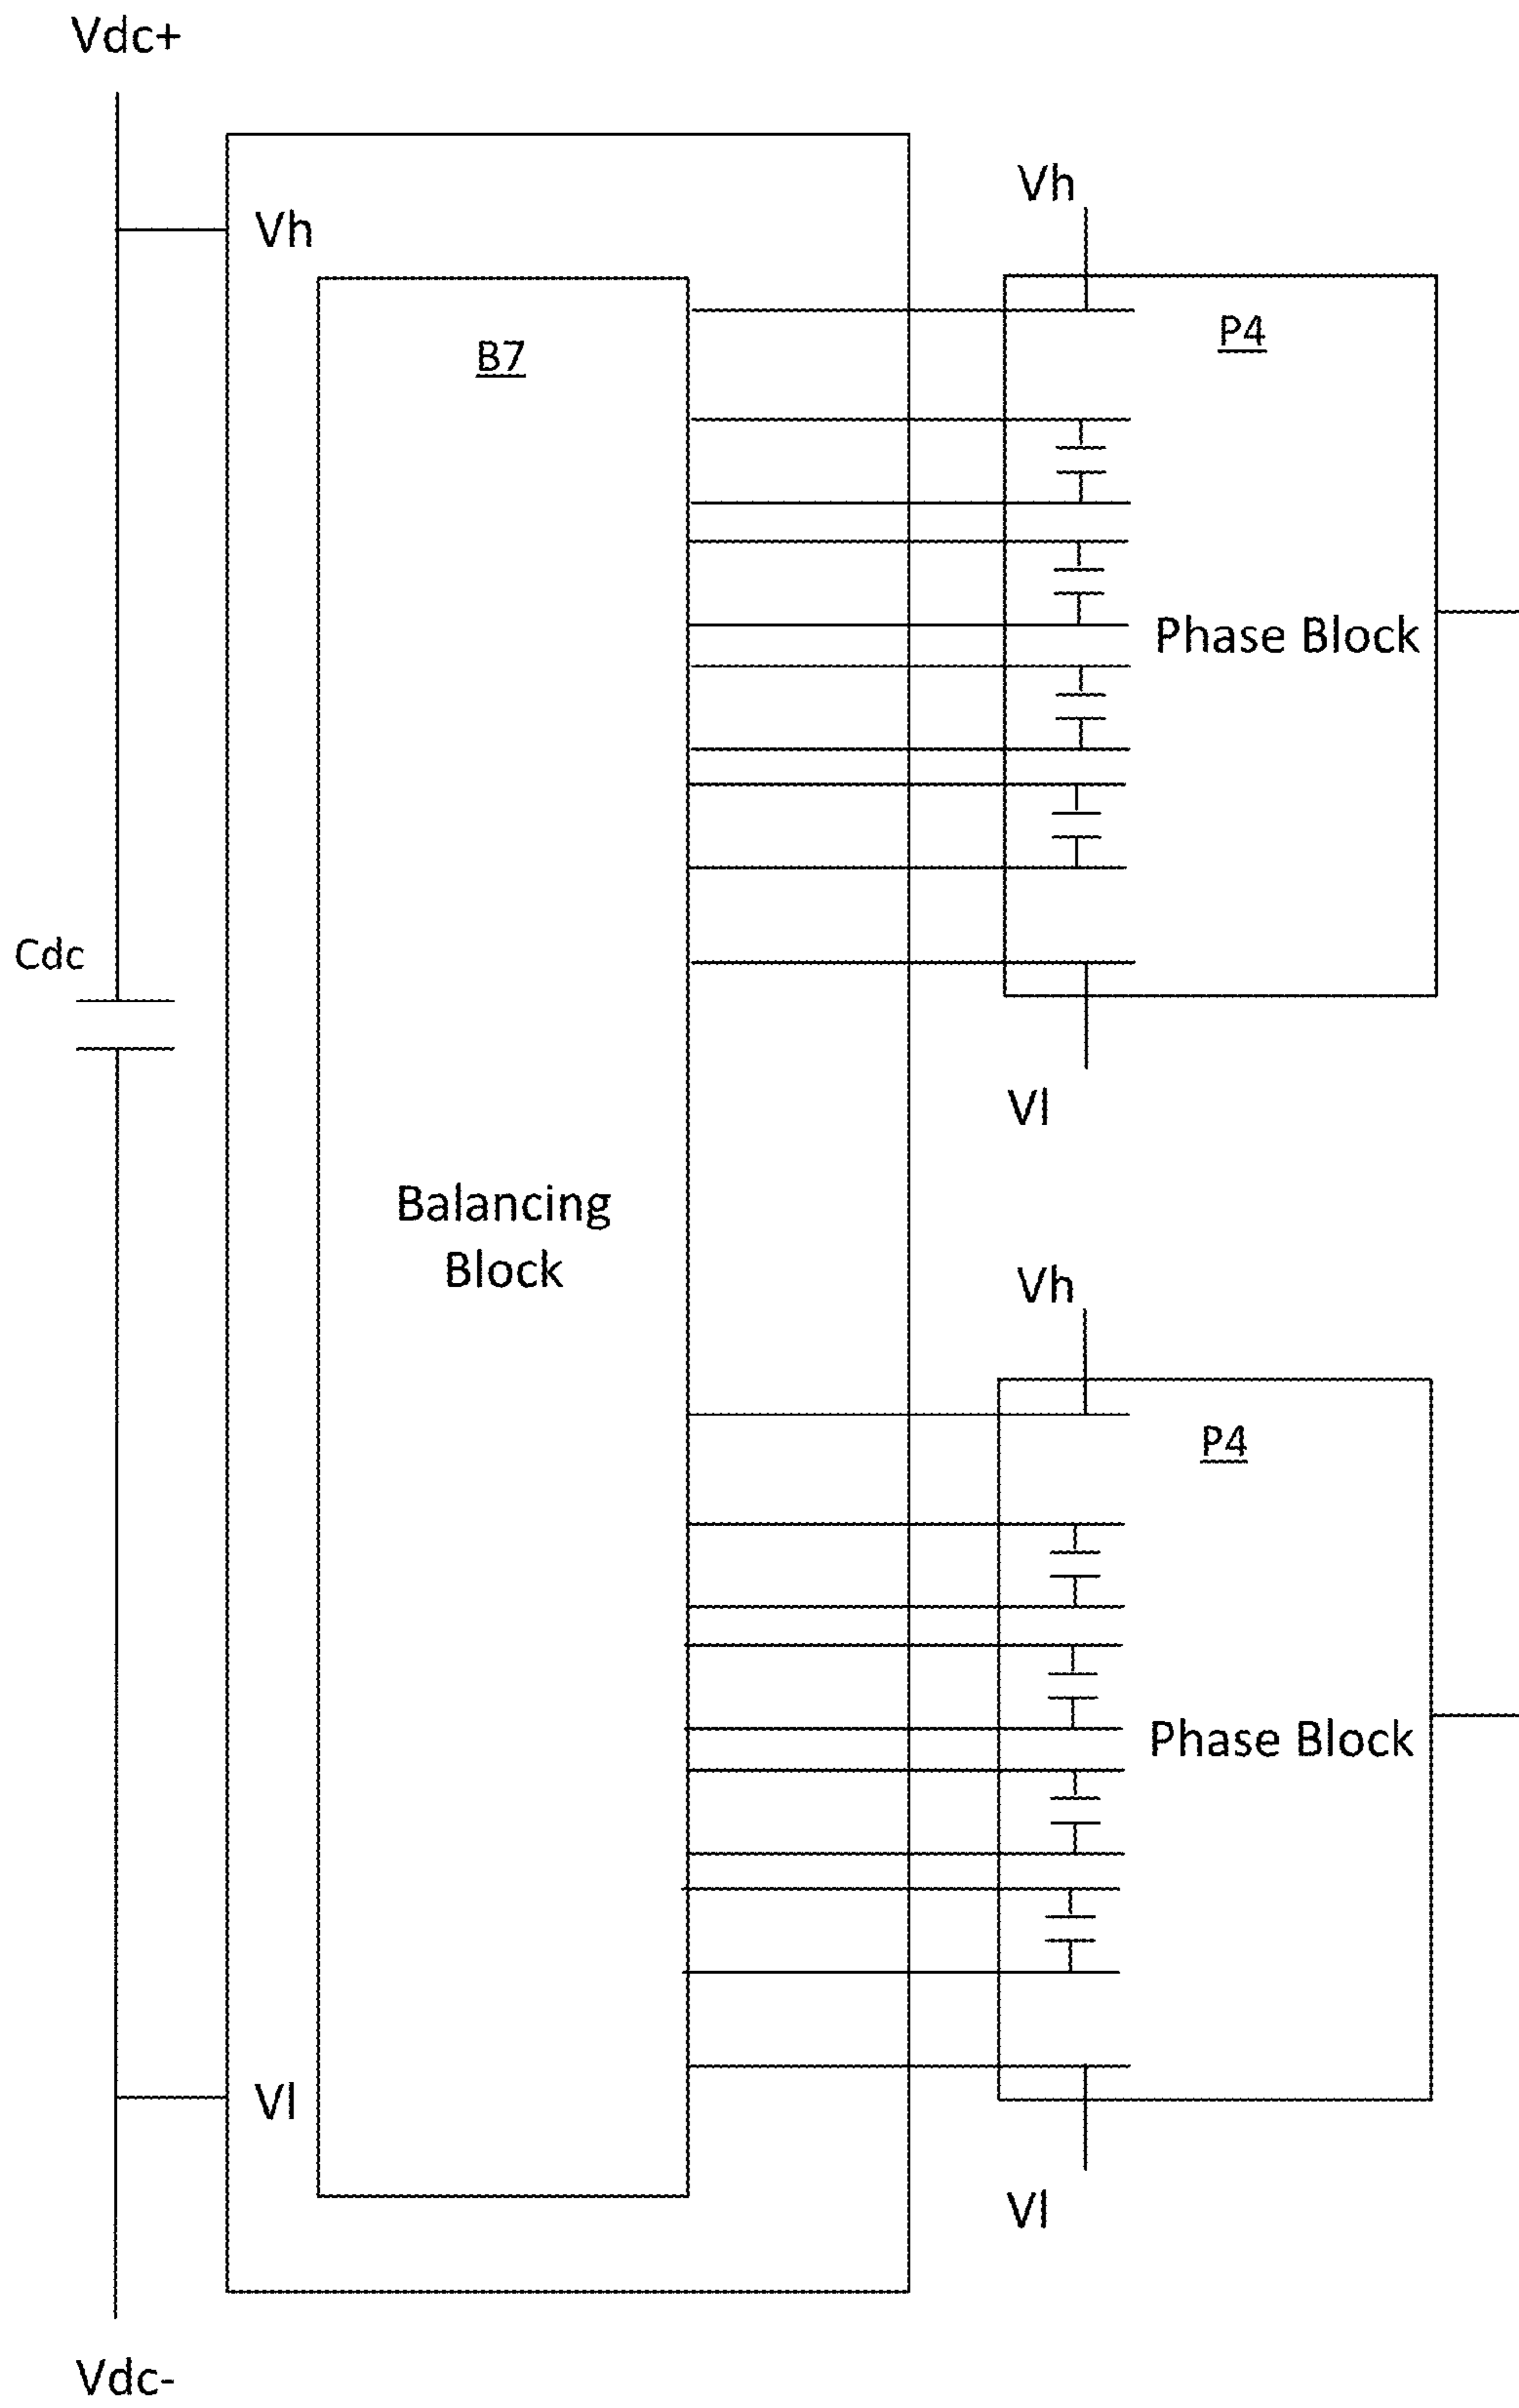 Vdc+
Vh
Vh
B7
P4
Phase Block
Cdc
Vl
Balancing
Block
Vh
P4
Phase Block
Vl
Vl
Vdc-